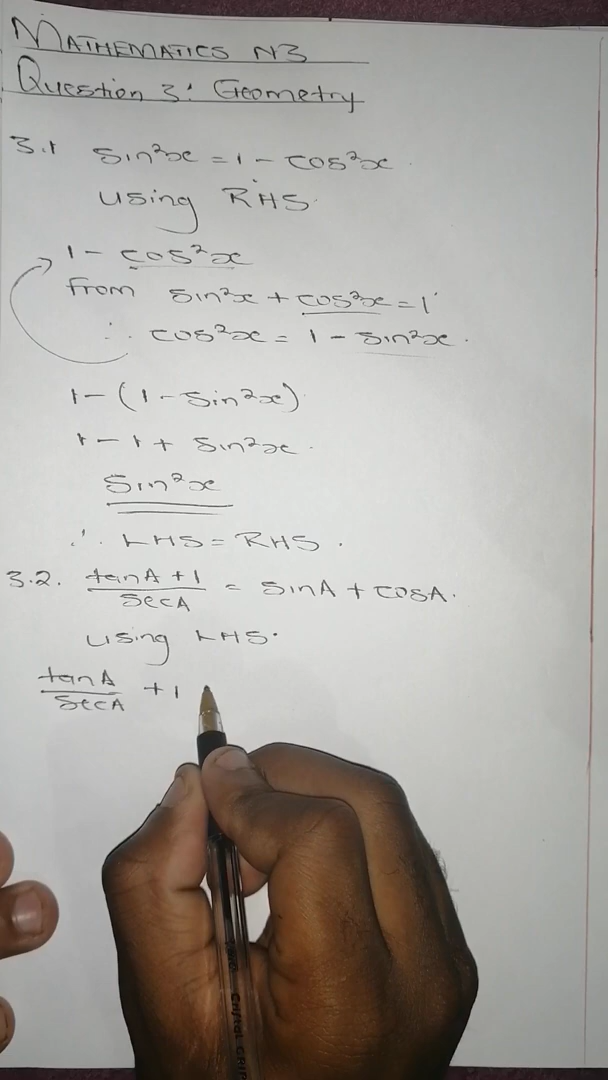 MATHEMATICS N3
Question 3: Geometry
3.1 sin²x = 1 - cos²x
using RHS
1 - cos²x
from sin²x + cos²x = 1
∴ cos²x = 1 - sin²x.
1 - (1 - sin²x)
1 - 1 + sin²x
sin²x
∴ LHS = RHS.
3.2. tanA + 1 / secA = sinA + cosA.
using LHS.
tanA / secA + 1
Cristal